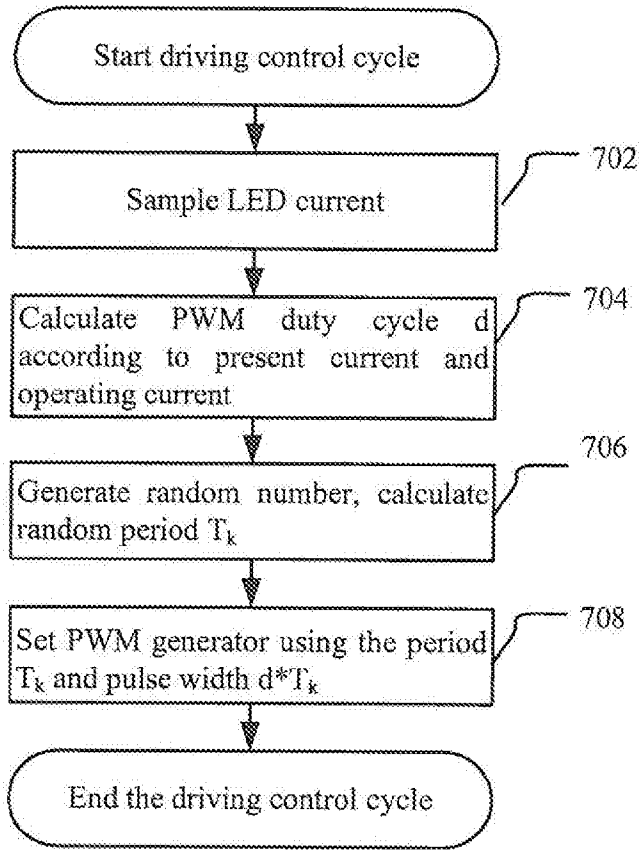 Start driving control cycle
702
Sample LED current
704
Calculate PWM duty cycle d
according to present current and
operating current
706
Generate random number, calculate
random period Tₖ
708
Set PWM generator using the period
Tₖ and pulse width d*Tₖ
End the driving control cycle